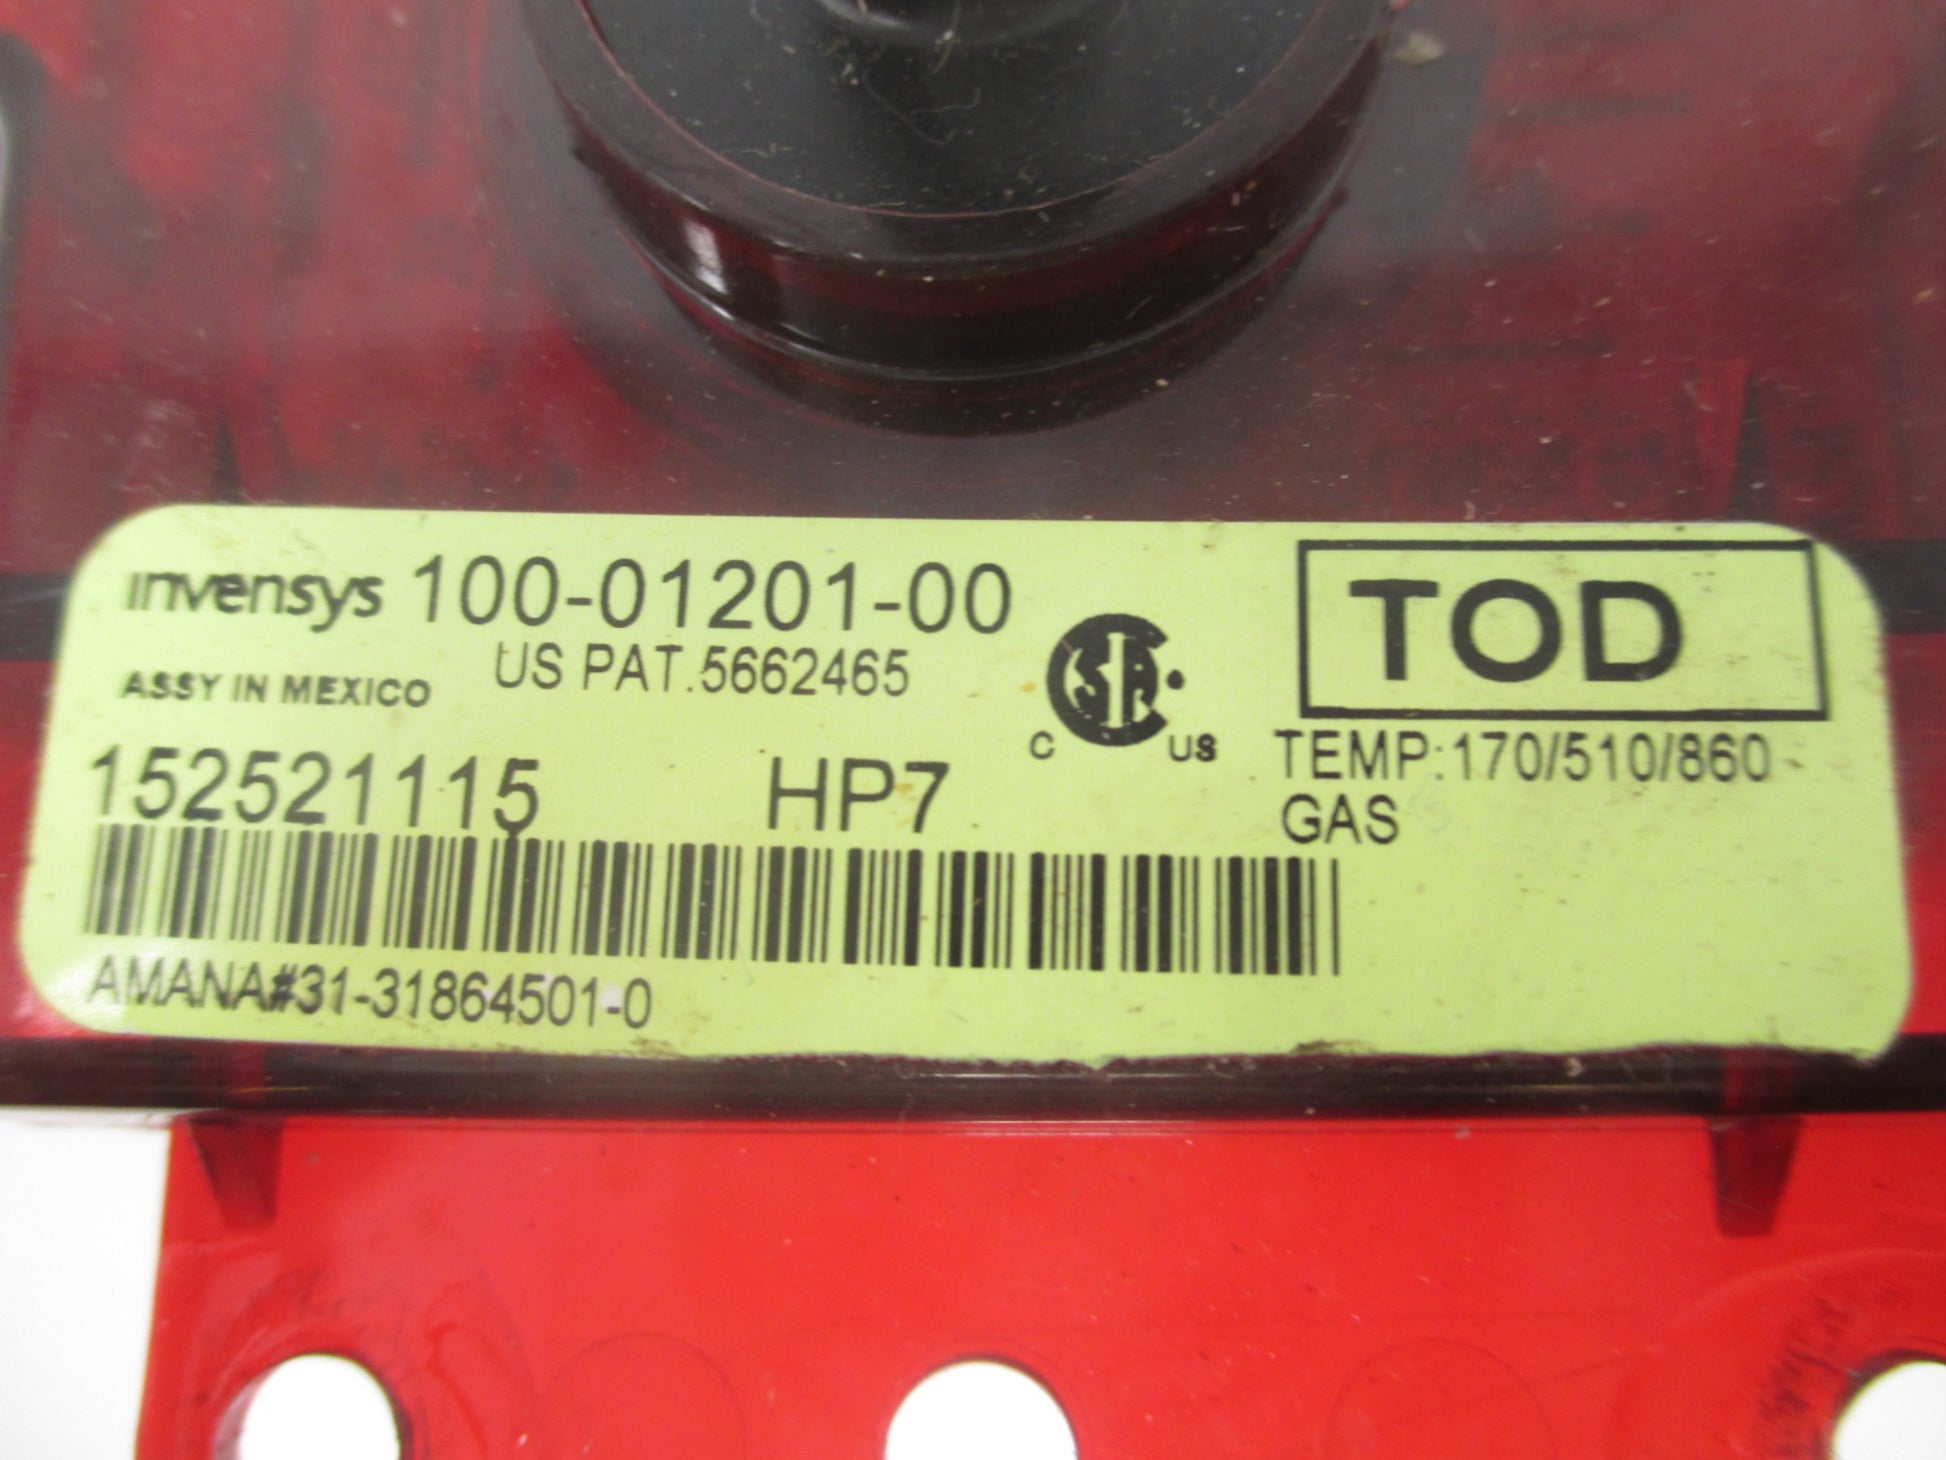 invensys 100-01201-00
TOD
US PAT.5662465
ASSY IN MEXICO
C US
TEMP:170/510/860
GAS
152521115 HP7
AMANA#31-31864501-0